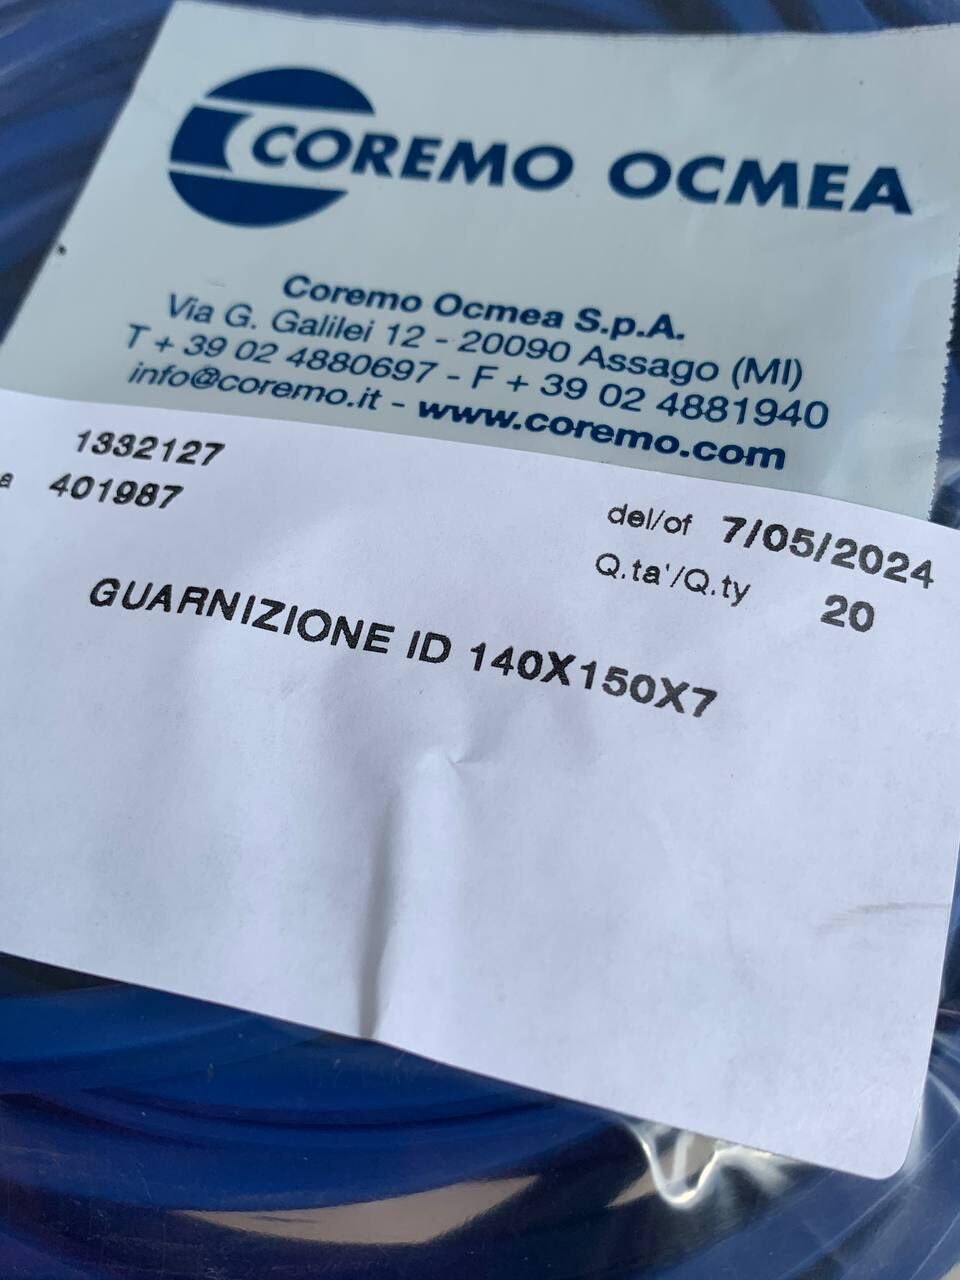 COREMO OCMEA
Coremo Ocmea S.p.A.
Via G. Galilei 12 - 20090 Assago (MI)
T + 39 02 4880697 - F + 39 02 4881940
info@coremo.it - www.coremo.com
1332127
a 401987
del/of 7/05/2024
Q.ta'/Q.ty 20
GUARNIZIONE ID 140X150X7